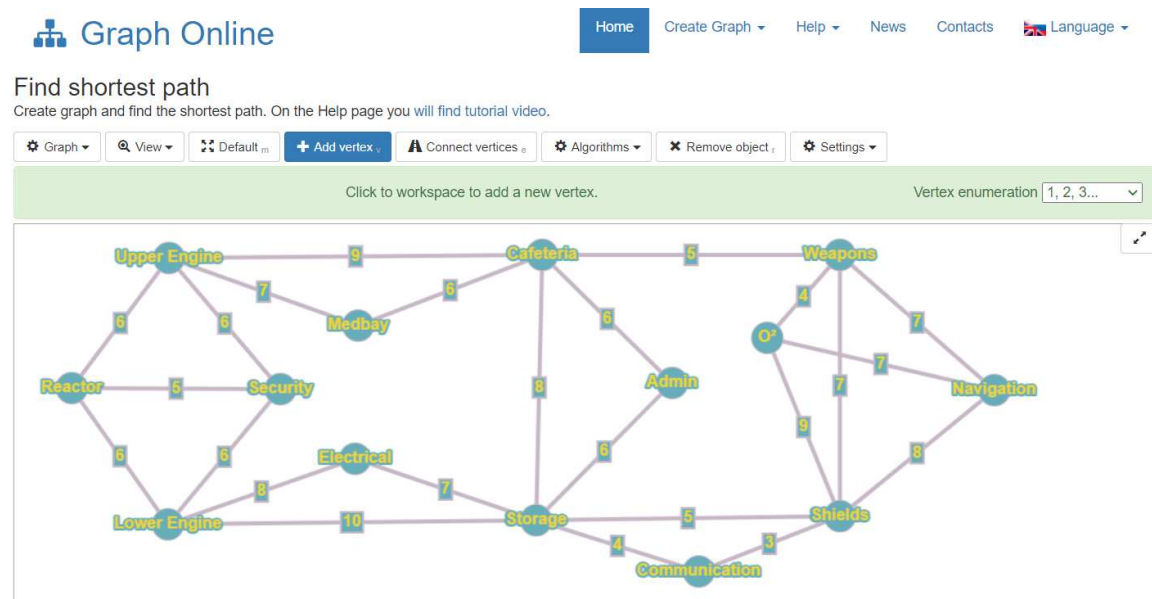 Graph Online
Home Create Graph Help News Contacts Language
Find shortest path
Create graph and find the shortest path. On the Help page you will find tutorial video.
Graph View Default m Add vertex v Connect vertices e Algorithms Remove object r Settings
Click to workspace to add a new vertex. Vertex enumeration 1, 2, 3...
Upper Engine 9 Cafeteria 5 Weapons
7 6 4
6 6 Medbay 6 7
O²
7
Reactor 5 Security 8 Admin 7 Navigation
9
6 6 Electrical 6 8
8 7
Lower Engine 10 Storage 5 Shields
4 3
Communication